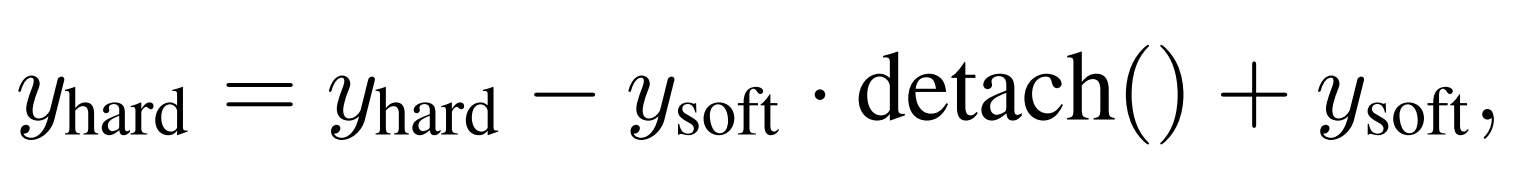 y_hard = y_hard − y_soft · detach() + y_soft,